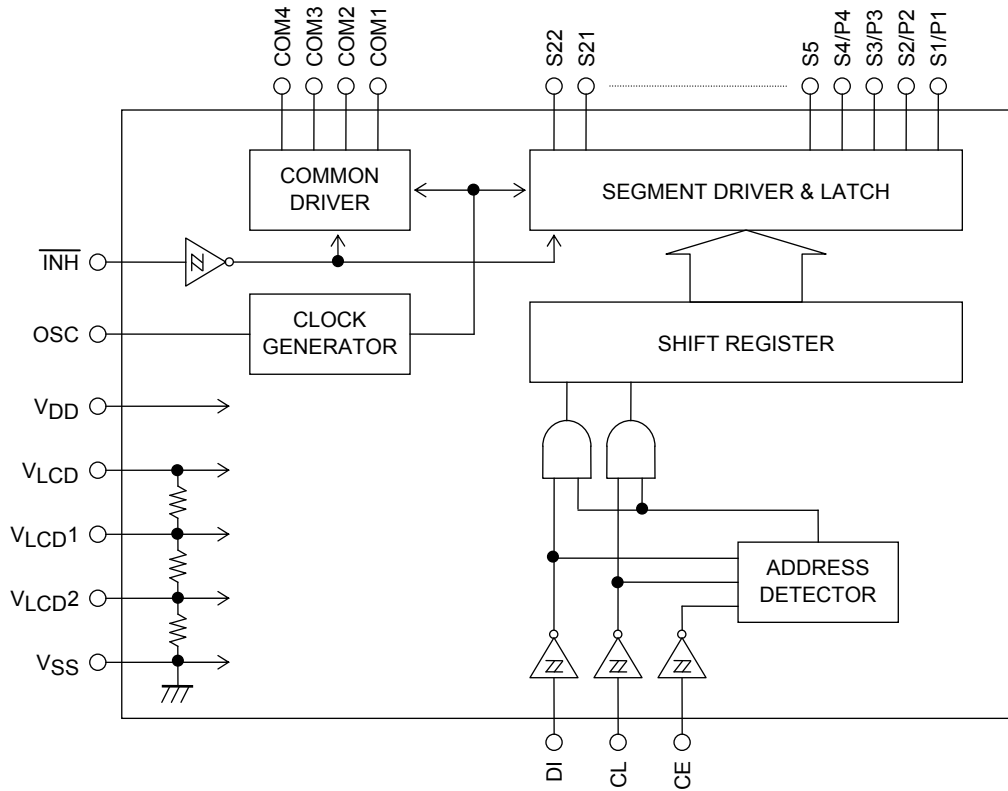 COM4
COM3
COM2
COM1
S22
S21
S5
S4/P4
S3/P3
S2/P2
S1/P1
COMMON
DRIVER
SEGMENT DRIVER & LATCH
INH
OSC
CLOCK
GENERATOR
SHIFT REGISTER
VDD
VLCD
VLCD1
VLCD2
VSS
ADDRESS
DETECTOR
DI
CL
CE